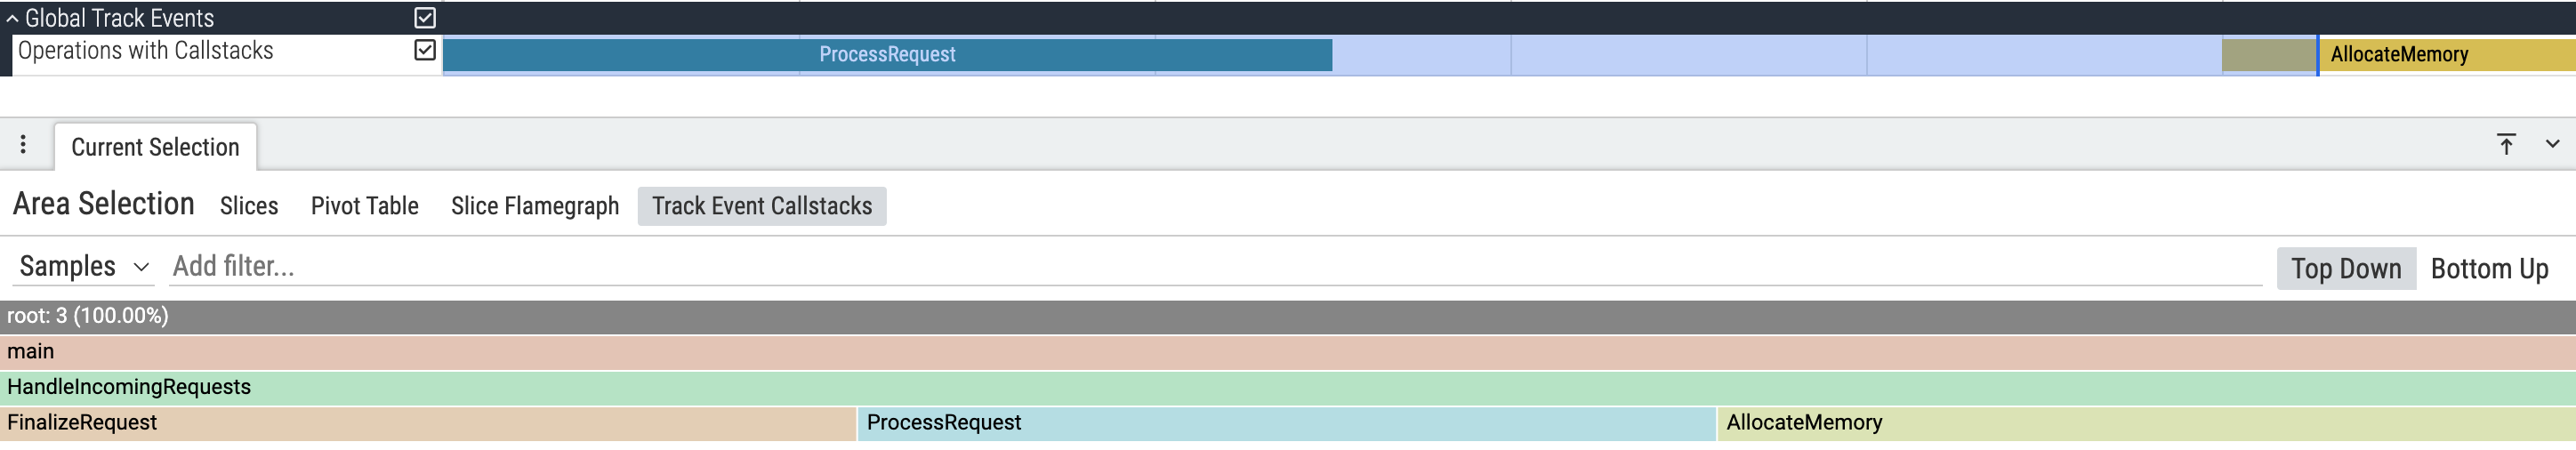 Global Track Events
Operations with Callstacks
ProcessRequest
AllocateMemory
Current Selection
Area Selection Slices Pivot Table Slice Flamegraph Track Event Callstacks
Samples Add filter... Top Down Bottom Up
root: 3 (100.00%)
main
HandleIncomingRequests
FinalizeRequest ProcessRequest AllocateMemory